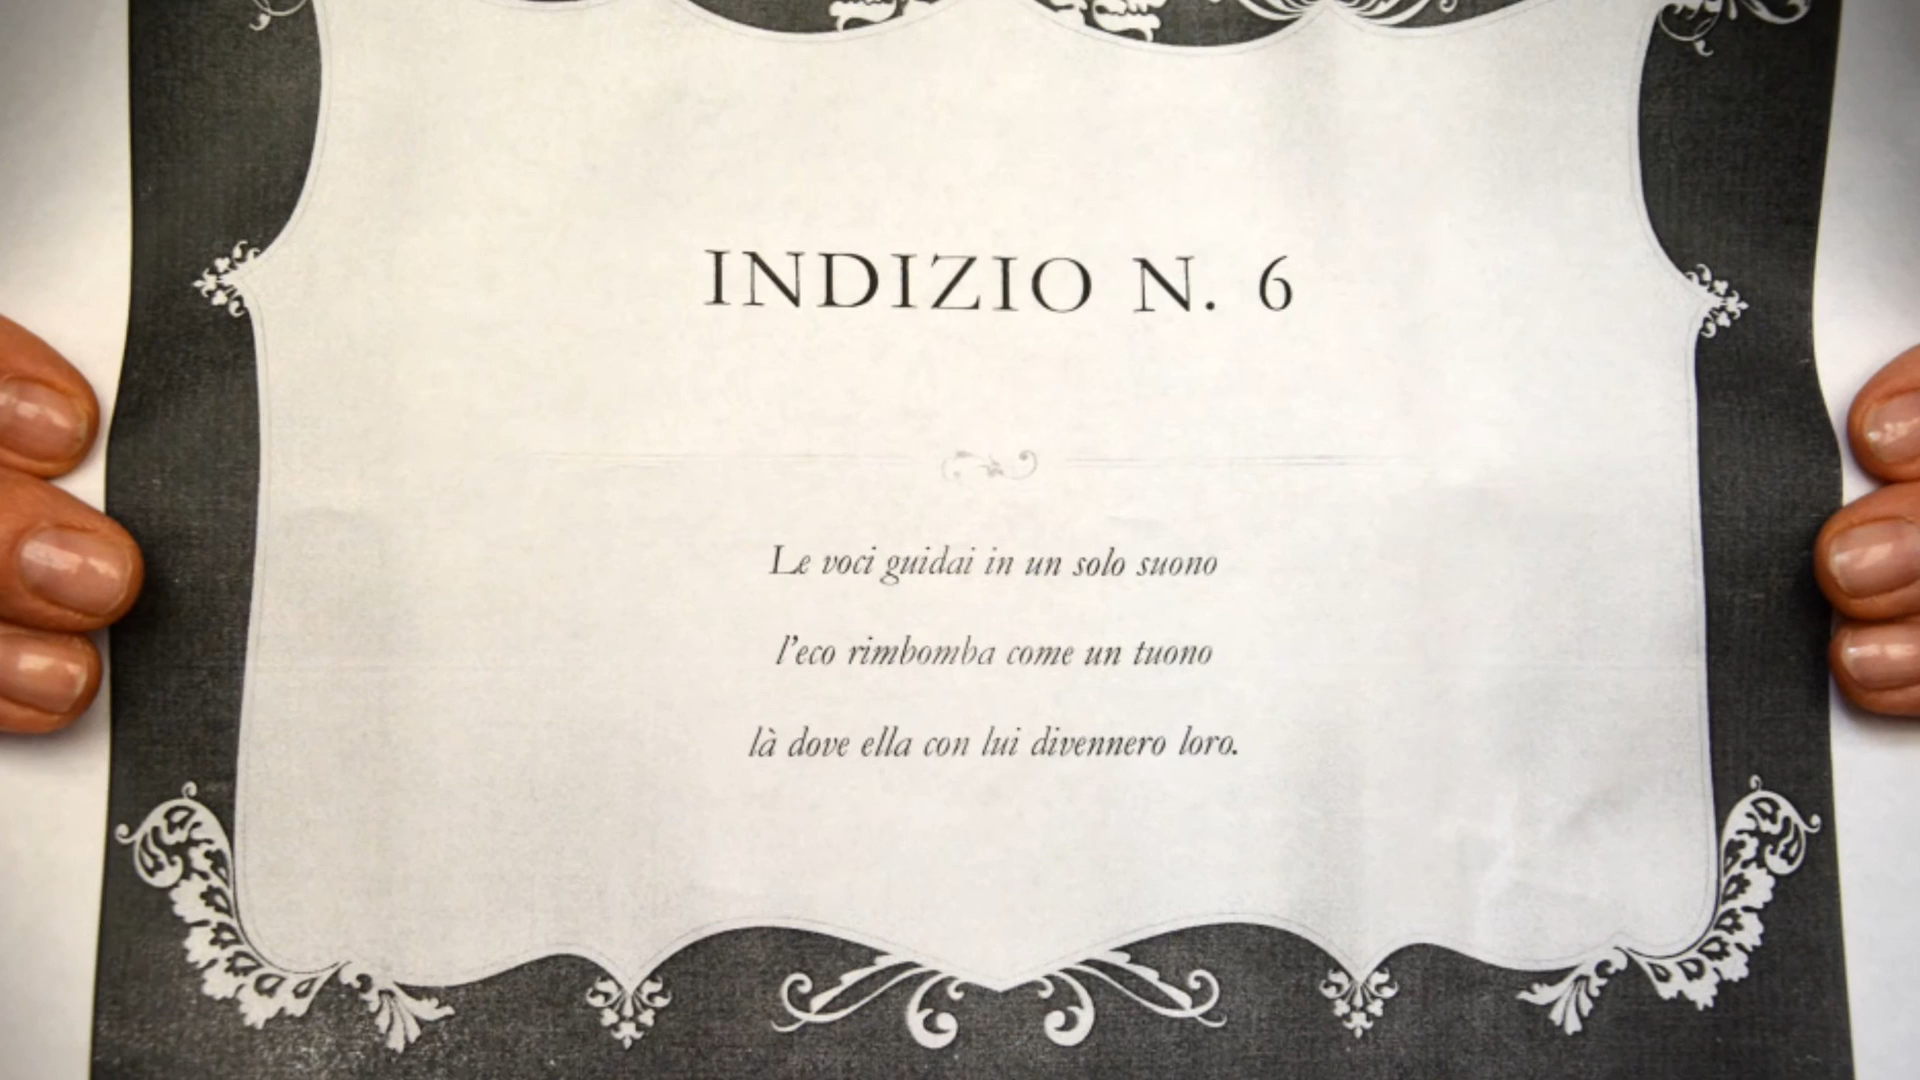 INDIZIO N. 6
Le voci guidai in un solo suono
l'eco rimbomba come un tuono
là dove ella con lui divennero loro.